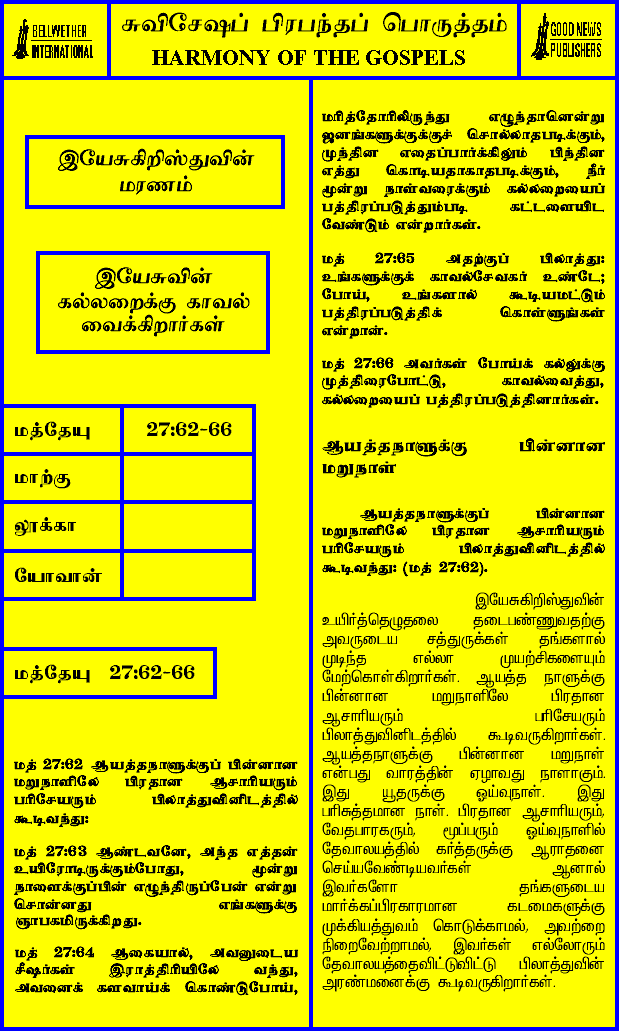 BELLWETHER
INTERNATIONAL
சுவிசேஷப் பிரபந்தப் பொருத்தம்
HARMONY OF THE GOSPELS
GOOD NEWS
PUBLISHERS
இயேசுகிறிஸ்துவின்
மரணம்
இயேசுவின்
கல்லறைக்கு காவல்
வைக்கிறார்கள்
மத்தேயு 27:62-66
மாற்கு
லூக்கா
யோவான்
மத்தேயு 27:62-66
மத் 27:62 ஆயத்தநாளுக்குப் பின்னான
மறுநாளிலே பிரதான ஆசாரியரும்
பரிசேயரும் பிலாத்துவினிடத்தில்
கூடிவந்து:
மத் 27:63 ஆண்டவனே, அந்த எத்தன்
உயிரோடிருக்கும்போது, மூன்று
நாளைக்குப்பின் எழுந்திருப்பேன் என்று
சொன்னது எங்களுக்கு
ஞாபகமிருக்கிறது.
மத் 27:64 ஆகையால், அவனுடைய
சீஷர்கள் இராத்திரியிலே வந்து,
அவனைக் களவாய்க் கொண்டுபோய்,
மரித்தோரிலிருந்து எழுந்தானென்று
ஜனங்களுக்குக்குச் சொல்லாதபடிக்கும்,
முந்தின எதைப்பார்க்கிலும் பிந்தின
எத்து கொடியதாகாதபடிக்கும், நீர்
மூன்று நாள்வரைக்கும் கல்லறையைப்
பத்திரப்படுத்தும்படி கட்டளையிட
வேண்டும் என்றார்கள்.
மத் 27:65 அதற்குப் பிலாத்து:
உங்களுக்குக் காவல்சேவகர் உண்டே;
போய், உங்களால் கூடியமட்டும்
பத்திரப்படுத்திக் கொள்ளுங்கள்
என்றான்.
மத் 27:66 அவர்கள் போய்க் கல்லுக்கு
முத்திரைபோட்டு, காவல்வைத்து,
கல்லறையைப் பத்திரப்படுத்தினார்கள்.
ஆயத்தநாளுக்கு பின்னான
மறுநாள்
ஆயத்தநாளுக்குப் பின்னான
மறுநாளிலே பிரதான ஆசாரியரும்
பரிசேயரும் பிலாத்துவினிடத்தில்
கூடிவந்து: (மத் 27:62).
இயேசுகிறிஸ்துவின்
உயிர்த்தெழுதலை தடைபண்ணுவதற்கு
அவருடைய சத்துருக்கள் தங்களால்
முடிந்த எல்லா முயற்சிகளையும்
மேற்கொள்கிறார்கள். ஆயத்த நாளுக்கு
பின்னான மறுநாளிலே பிரதான
ஆசாரியரும் பரிசேயரும்
பிலாத்துவினிடத்தில் கூடிவருகிறார்கள்.
ஆயத்தநாளுக்கு பின்னான மறுநாள்
என்பது வாரத்தின் ஏழாவது நாளாகும்.
இது யூதருக்கு ஓய்வுநாள். இது
பரிசுத்தமான நாள். பிரதான ஆசாரியரும்,
வேதபாரகரும், மூப்பரும் ஓய்வுநாளில்
தேவாலயத்தில் கர்த்தருக்கு ஆராதனை
செய்யவேண்டியவர்கள் ஆனால்
இவர்களோ தங்களுடைய
மார்க்கப்பிரகாரமான கடமைகளுக்கு
முக்கியத்துவம் கொடுக்காமல், அவற்றை
நிறைவேற்றாமல், இவர்கள் எல்லோரும்
தேவாலயத்தைவிட்டுவிட்டு பிலாத்துவின்
அரண்மனைக்கு கூடிவருகிறார்கள்.